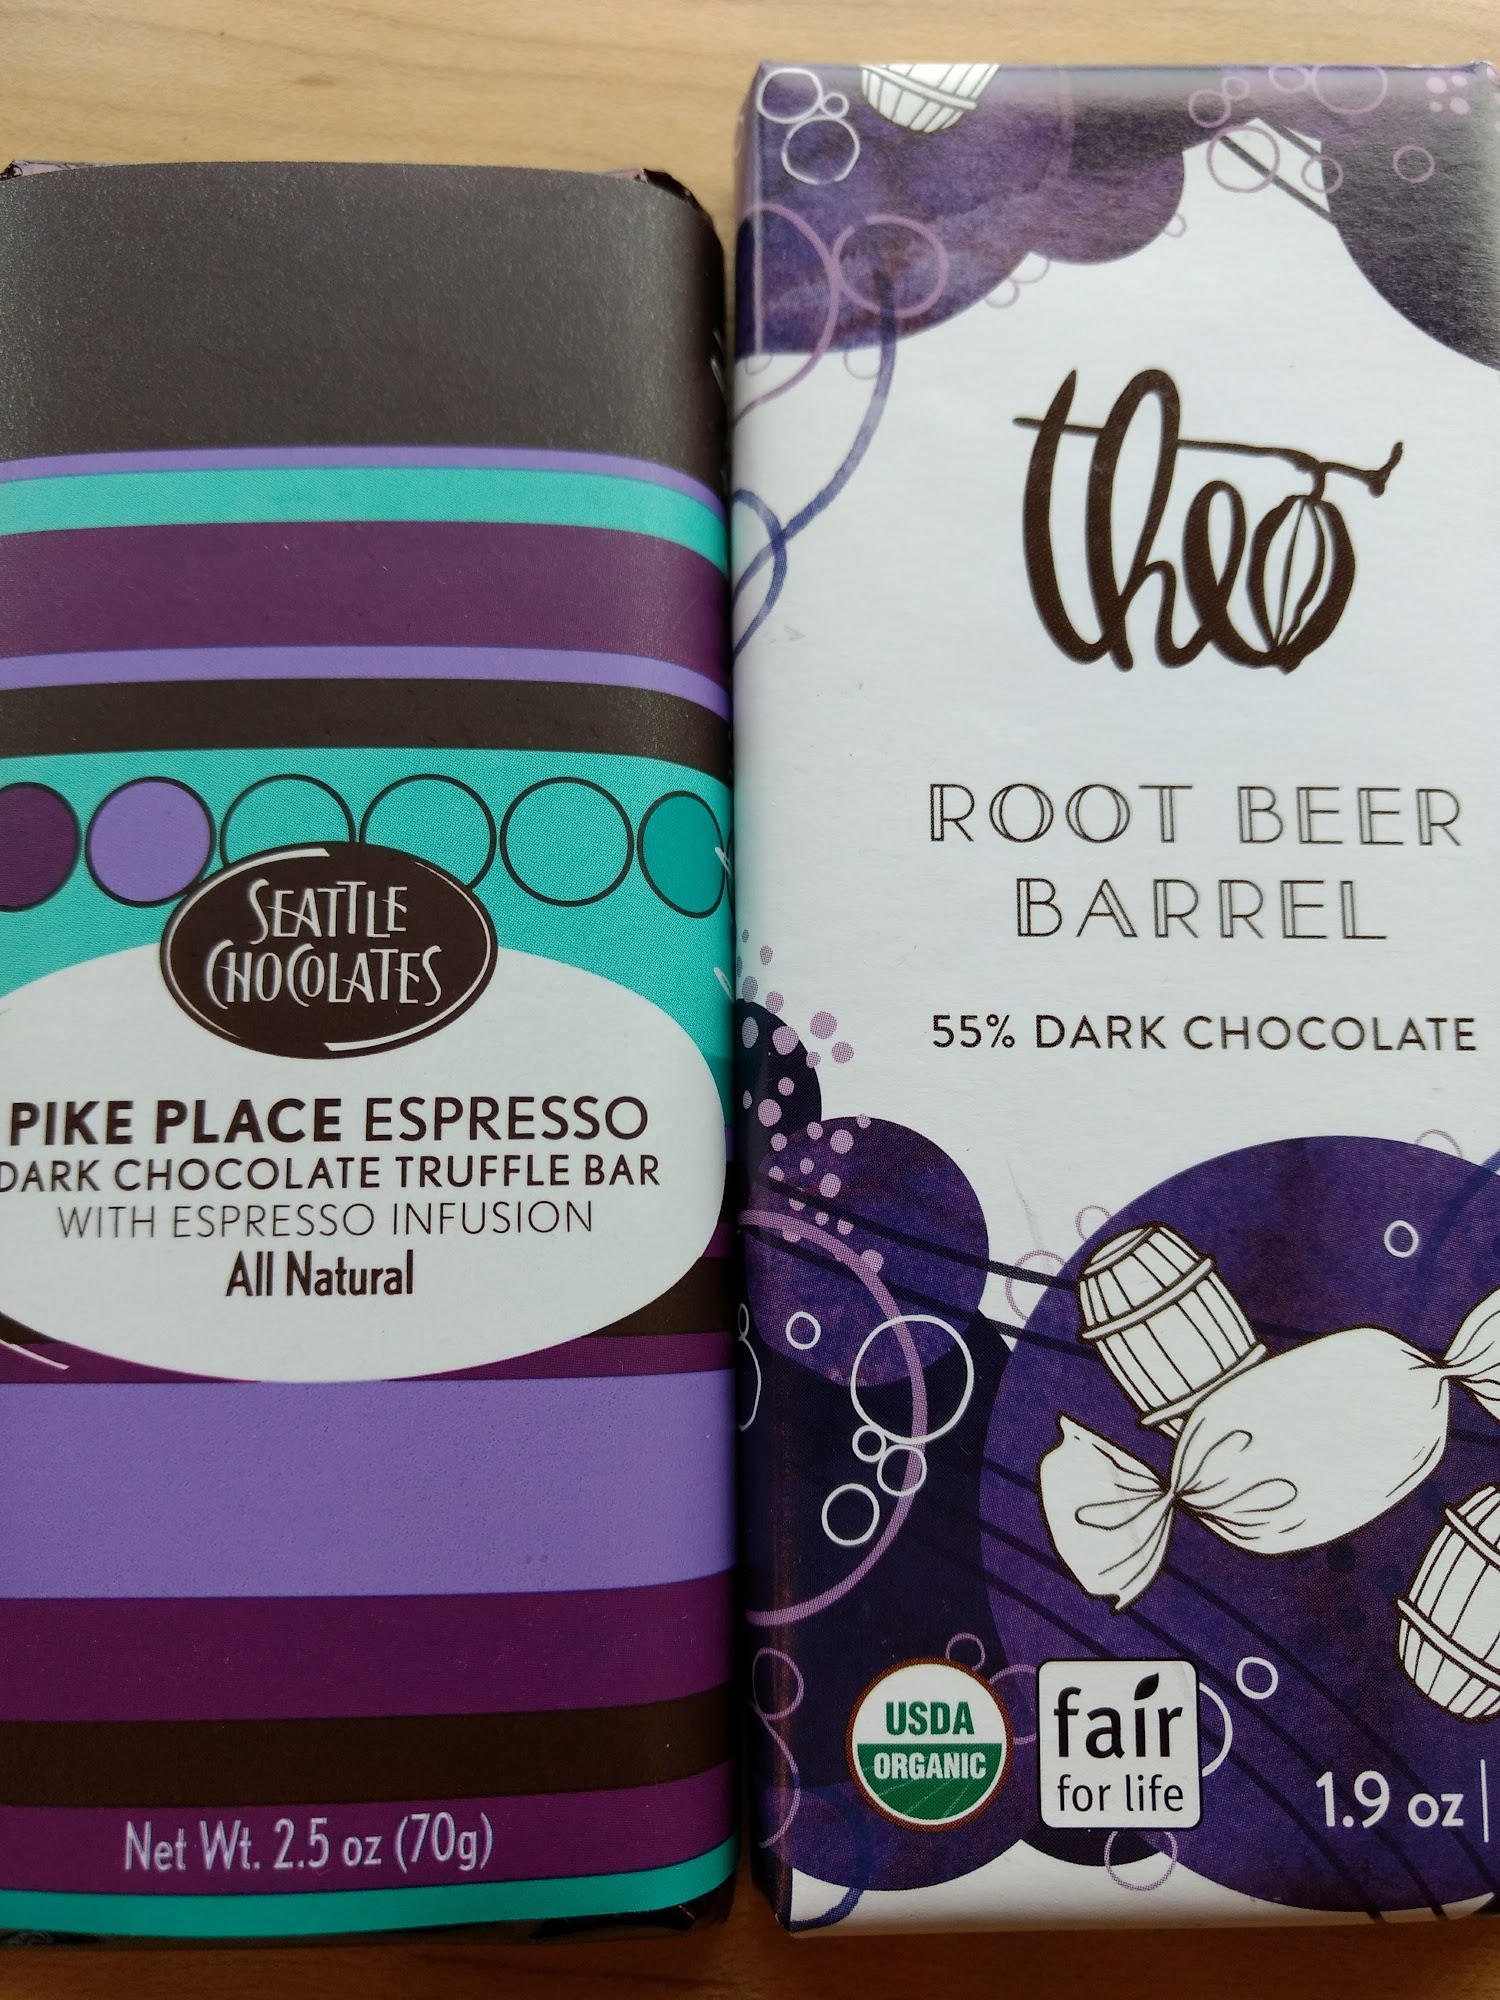 SEATTLE
CHOCOLATES
PIKE PLACE ESPRESSO
DARK CHOCOLATE TRUFFLE BAR
WITH ESPRESSO INFUSION
All Natural
Net Wt. 2.5 oz (70g)
theo
ROOT BEER
BARREL
55% DARK CHOCOLATE
USDA
ORGANIC
fair
for life
1.9 oz |